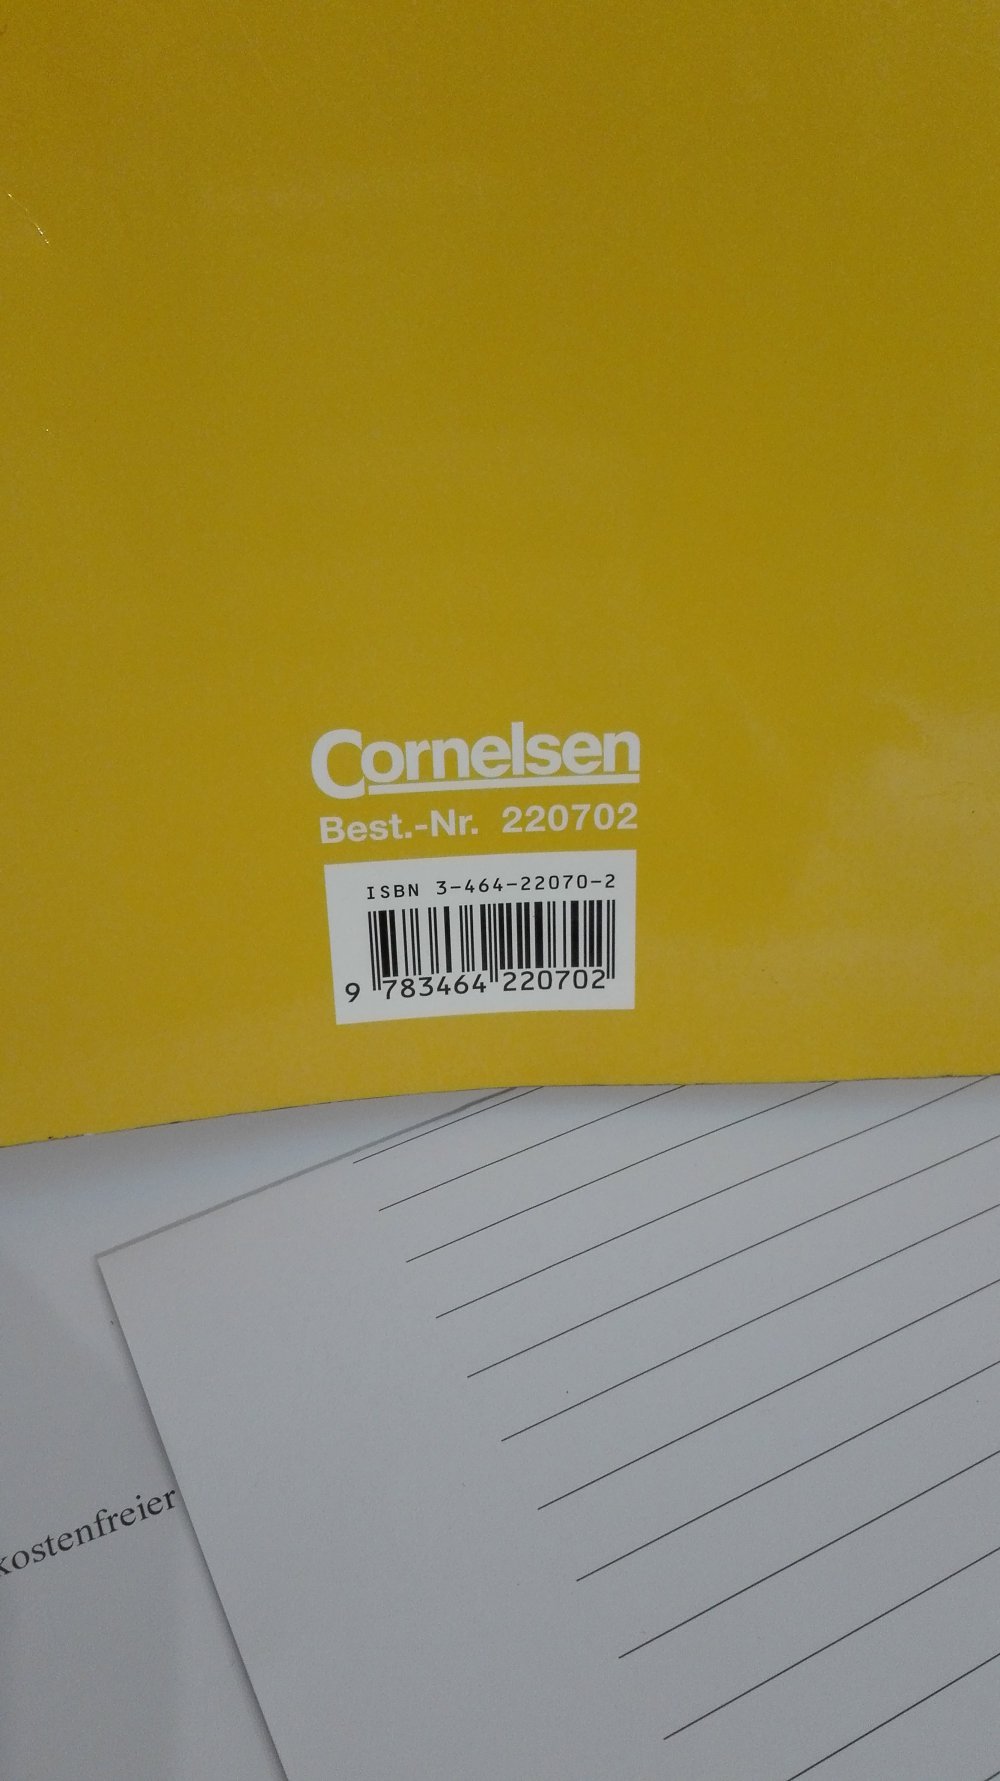 Cornelsen
Best.-Nr. 220702
ISBN 3-464-22070-2
9 783464 220702
kostenfreier